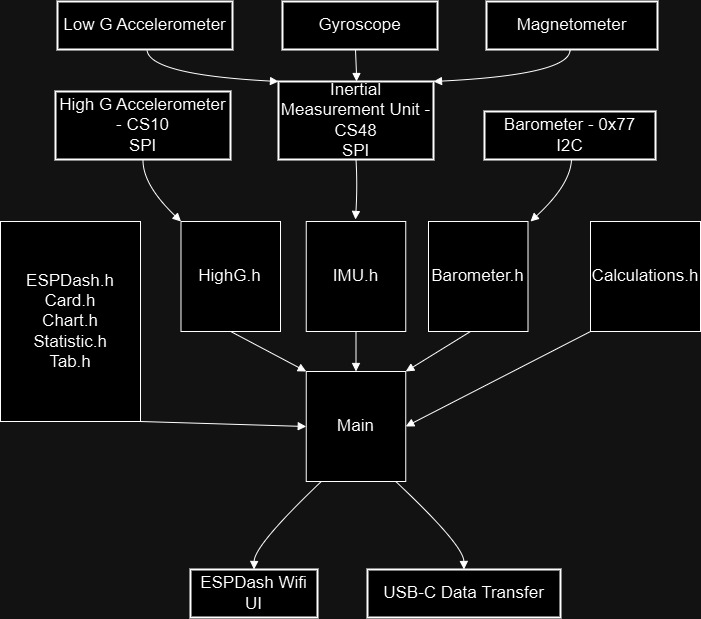 Low G Accelerometer
Gyroscope
Magnetometer
High G Accelerometer
- CS10
SPI
Inertial
Measurement Unit -
CS48
SPI
Barometer - 0x77
I2C
ESPDash.h
Card.h
Chart.h
Statistic.h
Tab.h
HighG.h
IMU.h
Barometer.h
Calculations.h
Main
ESPDash Wifi
UI
USB-C Data Transfer